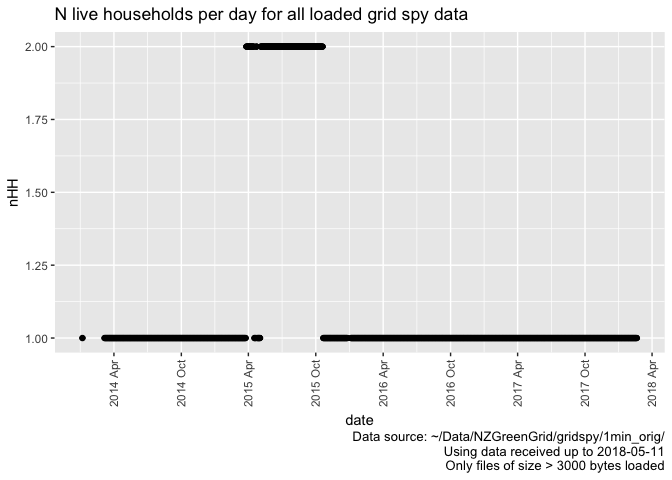 N live households per day for all loaded grid spy data
2.00
1.75
1.50
1.25
1.00
nHH
2014 Apr
2014 Oct
2015 Apr
2015 Oct
2016 Apr
2016 Oct
2017 Apr
2017 Oct
2018 Apr
date
Data source: ~/Data/NZGreenGrid/gridspy/1min_orig/
Using data received up to 2018-05-11
Only files of size > 3000 bytes loaded